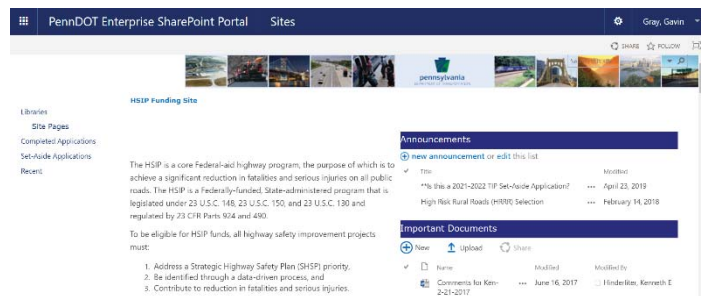 PennDOT Enterprise SharePoint Portal Sites
Gray, Gavin
SHARE FOLLOW
pennsylvania
HSIP Funding Site
Libraries
Site Pages
Completed Applications
Set-Aside Applications
Recent
The HSIP is a core Federal-aid highway program, the purpose of which is to
achieve a significant reduction in fatalities and serious injuries on all public
roads. The HSIP is a Federally-funded, State-administered program that is
legislated under 23 U.S.C. 148, 23 U.S.C. 150, and 23 U.S.C. 130 and
regulated by 23 CFR Parts 924 and 490.
To be eligible for HSIP funds, all highway safety improvement projects
must:
1. Address a Strategic Highway Safety Plan (SHSP) priority,
2. Be identified through a data-driven process, and
3. Contribute to reduction in fatalities and serious injuries.
Announcements
new announcement or edit this list
Title Modified
**Is this a 2021-2022 TIP Set-Aside Application? ... April 23, 2019
High Risk Rural Roads (HRRR) Selection ... February 14, 2018
Important Documents
New Upload Share
Name Modified Modified By
Comments for Ken- ... June 16, 2017 Hinderliter, Kenneth E
2-21-2017